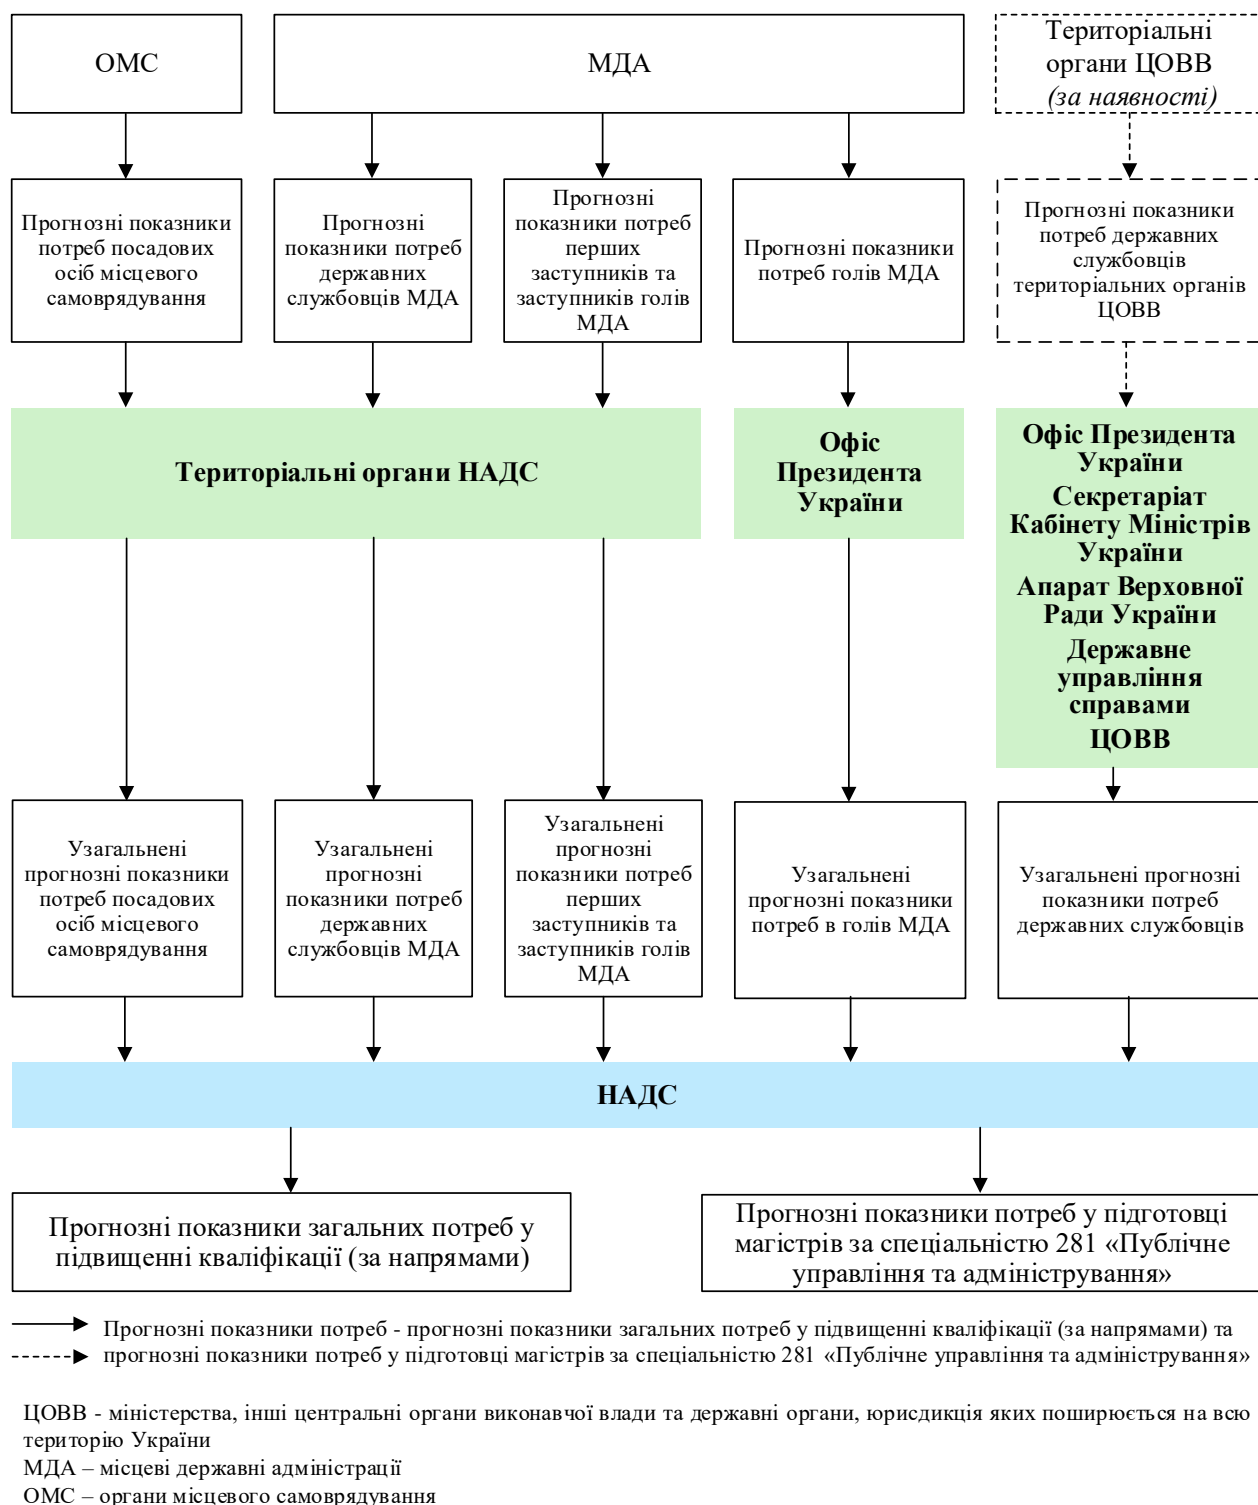 ОМС
МДА
Територіальні
органи ЦОВВ
(за наявності)
Прогнозні показники
потреб посадових
осіб місцевого
самоврядування
Прогнозні
показники потреб
державних
службовців МДА
Прогнозні
показники потреб
перших
заступників та
заступників голів
МДА
Прогнозні показники
потреб голів МДА
Прогнозні показники
потреб державних
службовців
територіальних органів
ЦОВВ
Територіальні органи НАДС
Офіс
Президента
України
Офіс Президента
України
Секретаріат
Кабінету Міністрів
України
Апарат Верховної
Ради України
Державне
управління
справами
ЦОВВ
Узагальнені
прогнозні показники
потреб посадових
осіб місцевого
самоврядування
Узагальнені
прогнозні
показники потреб
державних
службовців МДА
Узагальнені
прогнозні
показники потреб
перших
заступників та
заступників голів
МДА
Узагальнені
прогнозні показники
потреб в голів МДА
Узагальнені прогнозні
показники потреб
державних службовців
НАДС
Прогнозні показники загальних потреб у
підвищенні кваліфікації (за напрямами)
Прогнозні показники потреб у підготовці
магістрів за спеціальністю 281 «Публічне
управління та адміністрування»
Прогнозні показники потреб - прогнозні показники загальних потреб у підвищенні кваліфікації (за напрямами) та
прогнозні показники потреб у підготовці магістрів за спеціальністю 281 «Публічне управління та адміністрування»
ЦОВВ - міністерства, інші центральні органи виконавчої влади та державні органи, юрисдикція яких поширюється на всю
територію України
МДА – місцеві державні адміністрації
ОМС – органи місцевого самоврядування